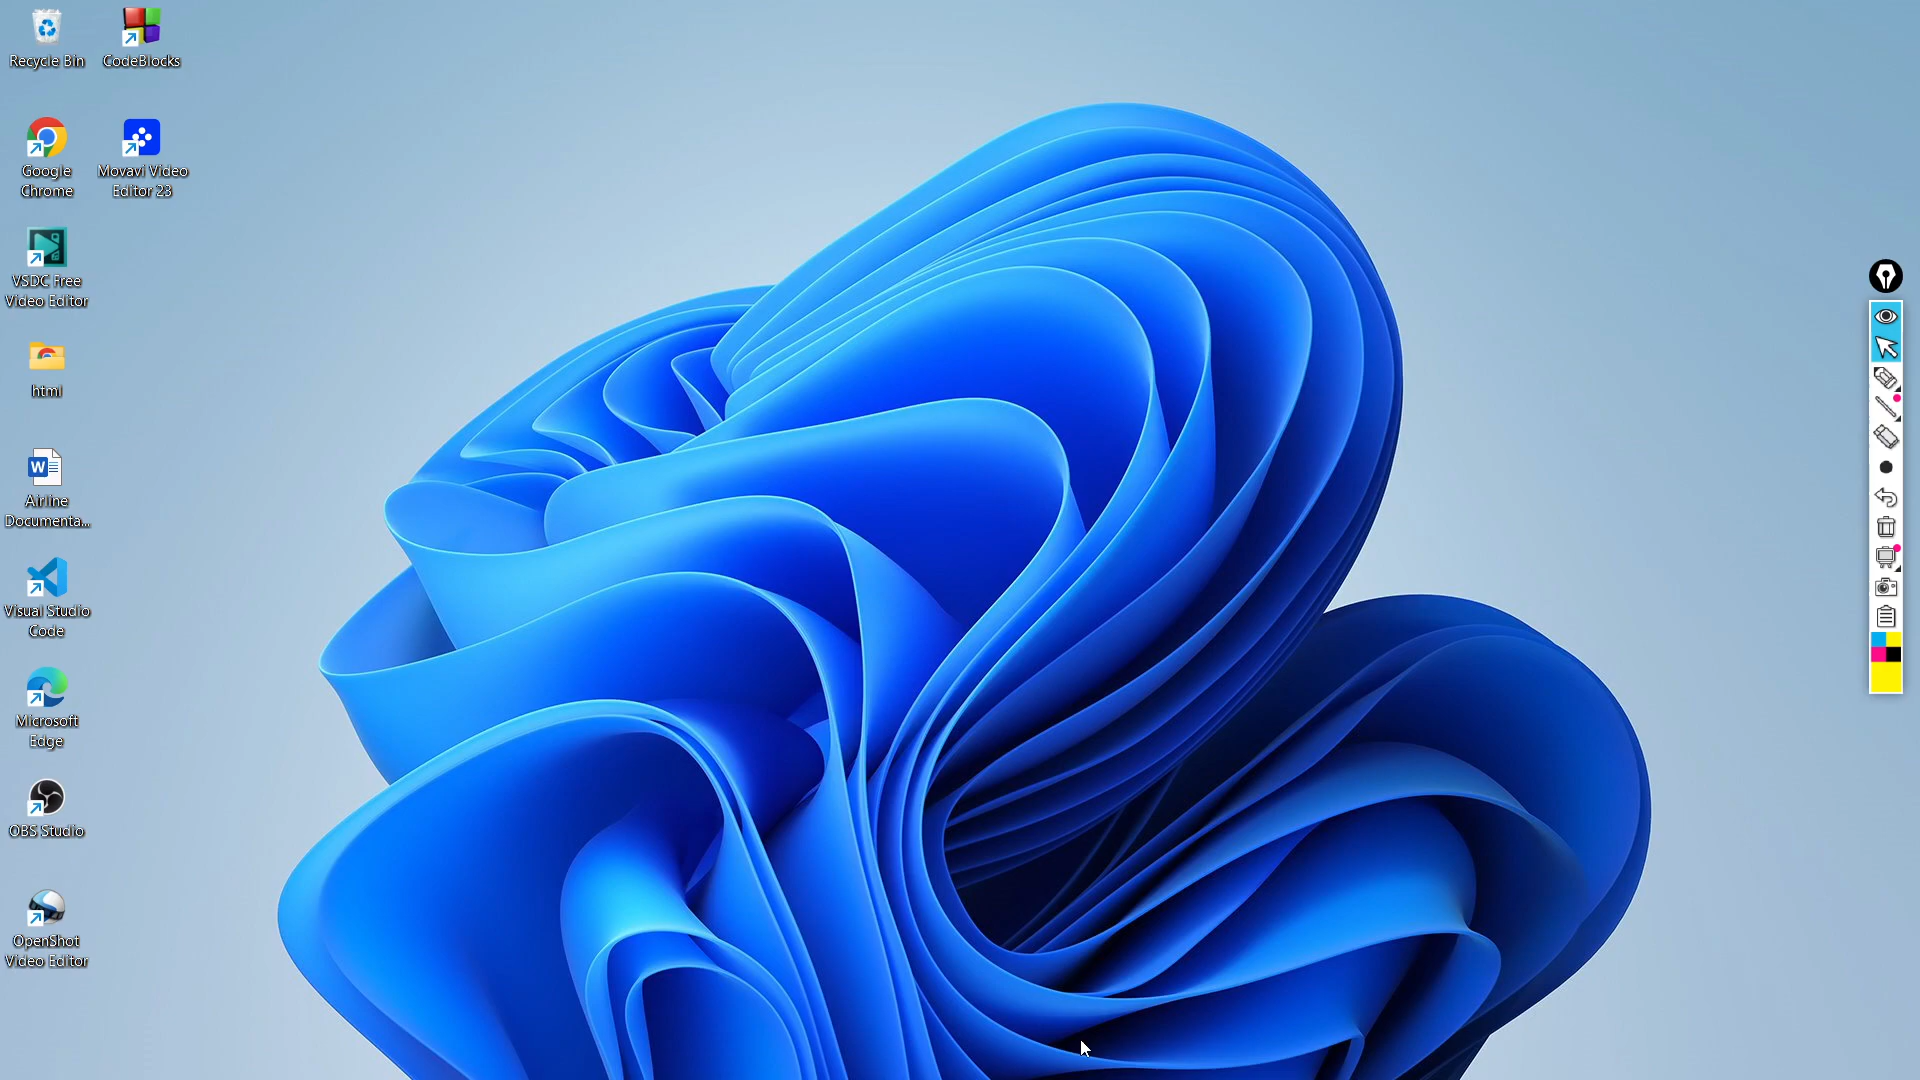 Recycle Bin
CodeBlocks
Google
Chrome
Movavi Video
Editor 23
VSDC Free
Video Editor
html
W
Airline
Documenta...
Visual Studio
Code
Microsoft
Edge
OBS Studio
OpenShot
Video Editor